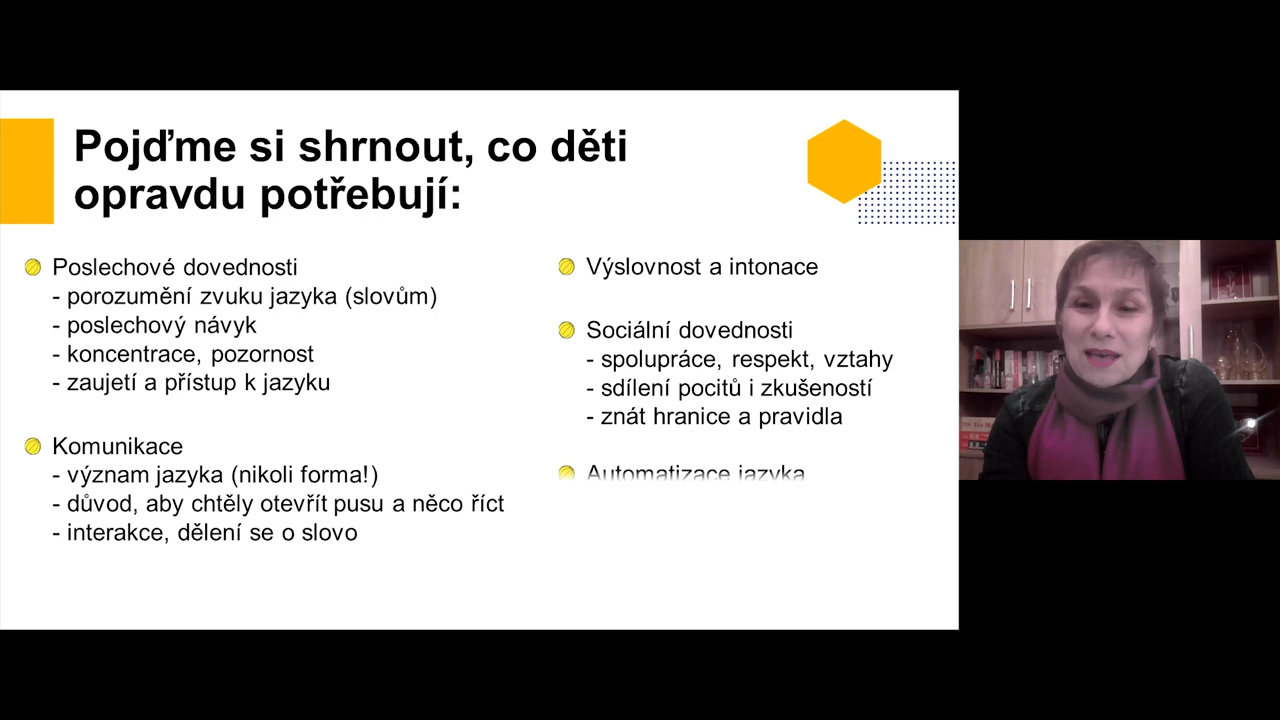 Pojďme si shrnout, co děti
opravdu potřebují:
Poslechové dovednosti
- porozumění zvuku jazyka (slovům)
- poslechový návyk
- koncentrace, pozornost
- zaujetí a přístup k jazyku
Komunikace
- význam jazyka (nikoli forma!)
- důvod, aby chtěly otevřít pusu a něco říct
- interakce, dělení se o slovo
Výslovnost a intonace
Sociální dovednosti
- spolupráce, respekt, vztahy
- sdílení pocitů i zkušeností
- znát hranice a pravidla
Automatizace jazyka